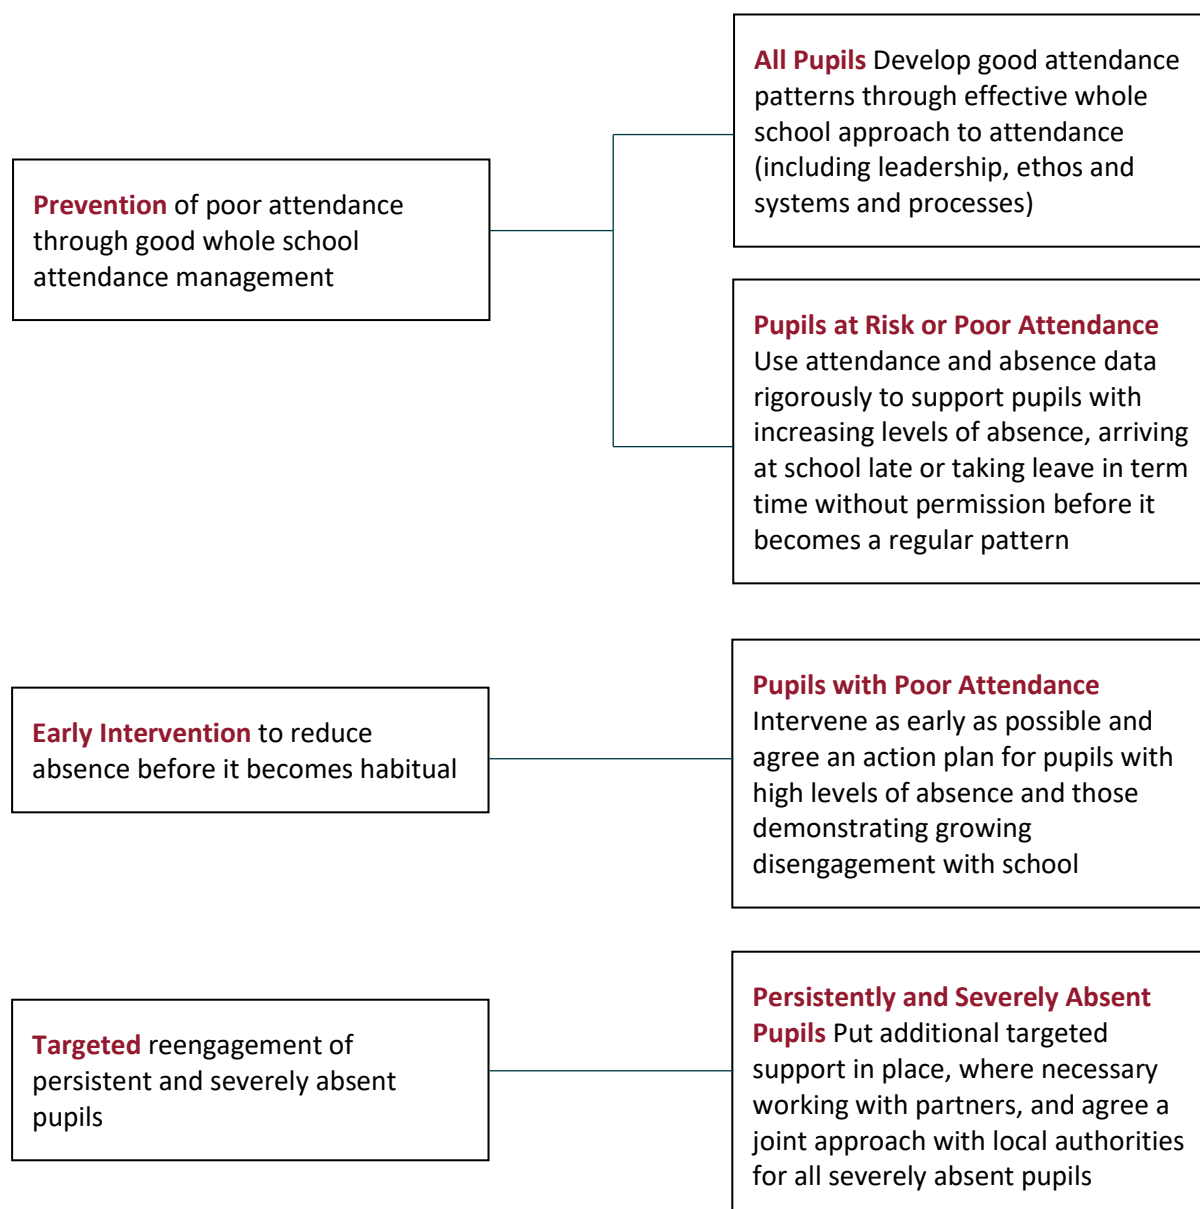 Prevention of poor attendance
through good whole school
attendance management
All Pupils Develop good attendance
patterns through effective whole
school approach to attendance
(including leadership, ethos and
systems and processes)
Pupils at Risk or Poor Attendance
Use attendance and absence data
rigorously to support pupils with
increasing levels of absence, arriving
at school late or taking leave in term
time without permission before it
becomes a regular pattern
Early Intervention to reduce
absence before it becomes habitual
Pupils with Poor Attendance
Intervene as early as possible and
agree an action plan for pupils with
high levels of absence and those
demonstrating growing
disengagement with school
Targeted reengagement of
persistent and severely absent
pupils
Persistently and Severely Absent
Pupils Put additional targeted
support in place, where necessary
working with partners, and agree a
joint approach with local authorities
for all severely absent pupils